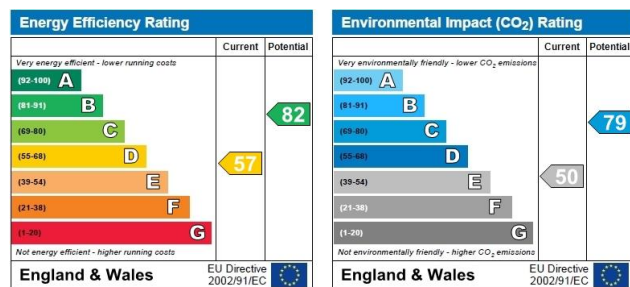 Energy Efficiency Rating
Current Potential
Very energy efficient - lower running costs
(92-100) A
(81-91) B
82
(69-80) C
(55-68) D
57
(39-54) E
(21-38) F
(1-20) G
Not energy efficient - higher running costs
England & Wales
EU Directive
2002/91/EC
Environmental Impact (CO₂) Rating
Current Potential
Very environmentally friendly - lower CO₂ emissions
(92-100) A
(81-91) B
79
(69-80) C
(55-68) D
(39-54) E
50
(21-38) F
(1-20) G
Not environmentally friendly - higher CO₂ emissions
England & Wales
EU Directive
2002/91/EC